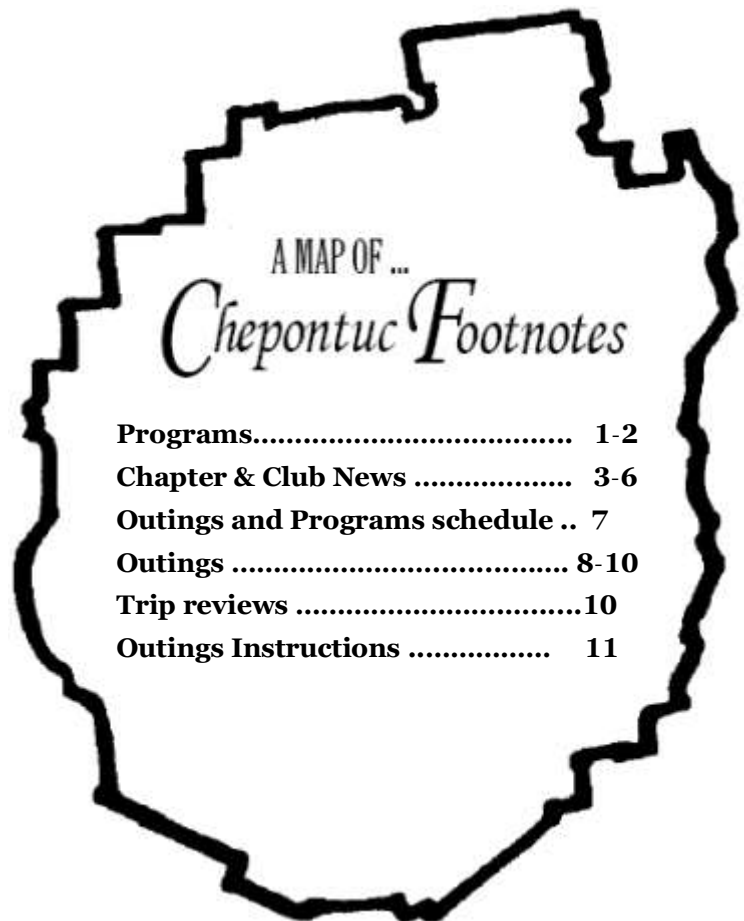 A MAP OF ...
Chepontuc Footnotes
Programs...................................... 1-2
Chapter & Club News ................... 3-6
Outings and Programs schedule .. 7
Outings ........................................ 8-10
Trip reviews ..................................10
Outings Instructions ................. 11